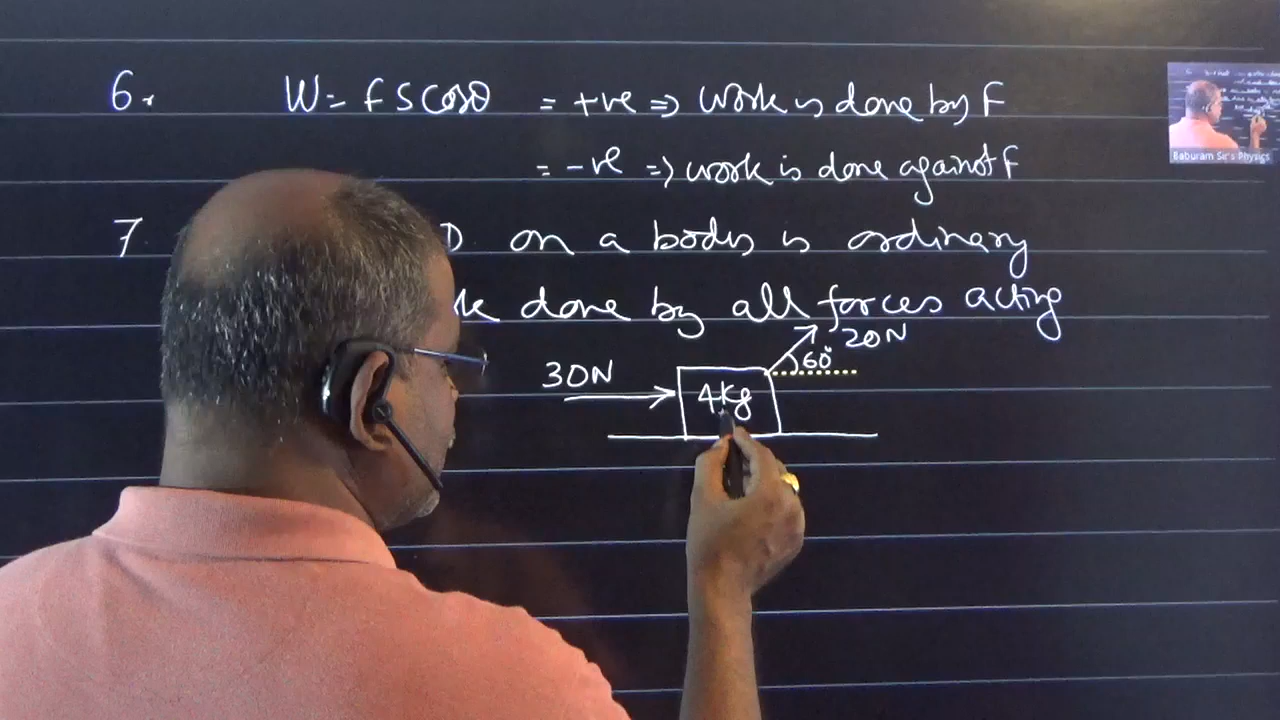 6. W = FS cosθ = +ve ⇒ work is done by F
= -ve ⇒ work is done against F
7 D on a body is ordinary
done by all forces acting
20N
60°
30N
4kg
Baburam Sir's Physics